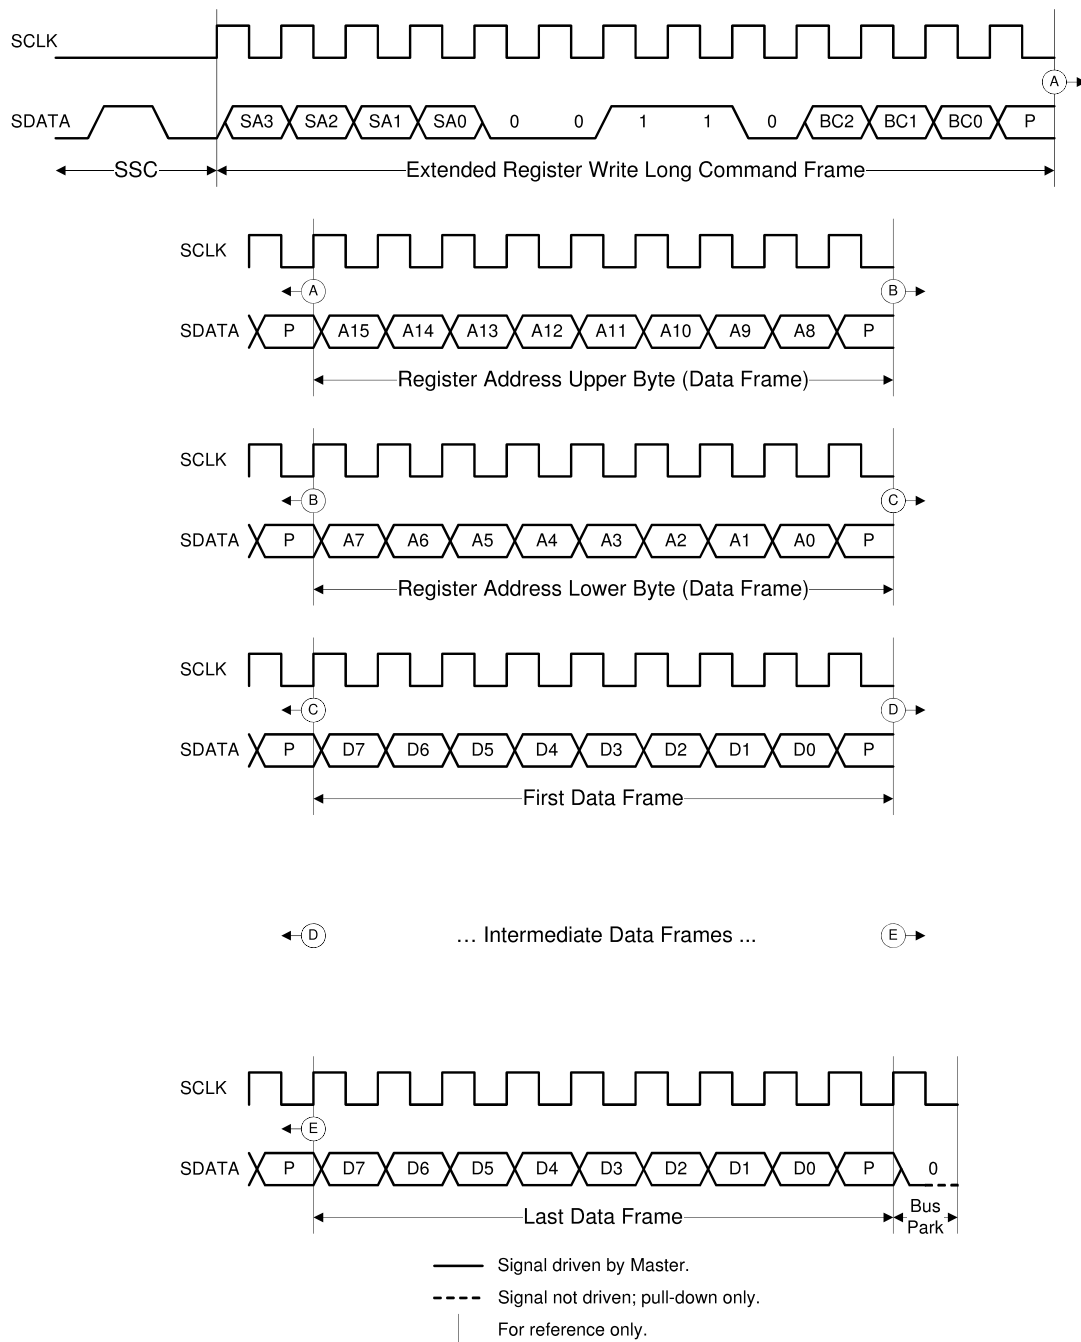 SCLK
A
SDATA SA3 SA2 SA1 SA0 0 0 1 1 0 BC2 BC1 BC0 P
SSC Extended Register Write Long Command Frame
SCLK
A B
SDATA P A15 A14 A13 A12 A11 A10 A9 A8 P
Register Address Upper Byte (Data Frame)
SCLK
B C
SDATA P A7 A6 A5 A4 A3 A2 A1 A0 P
Register Address Lower Byte (Data Frame)
SCLK
C D
SDATA P D7 D6 D5 D4 D3 D2 D1 D0 P
First Data Frame
D ... Intermediate Data Frames ... E
SCLK
E
SDATA P D7 D6 D5 D4 D3 D2 D1 D0 P 0
Last Data Frame Bus
Park
Signal driven by Master.
Signal not driven; pull-down only.
For reference only.